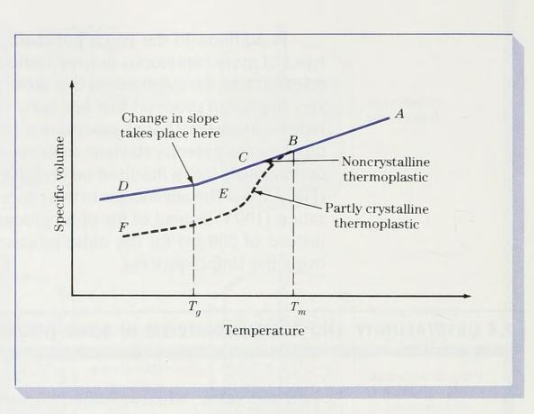 A
Change in slope
takes place here
B
C
Noncrystalline
thermoplastic
D
E
Partly crystalline
thermoplastic
F
Specific volume
Tg
Tm
Temperature